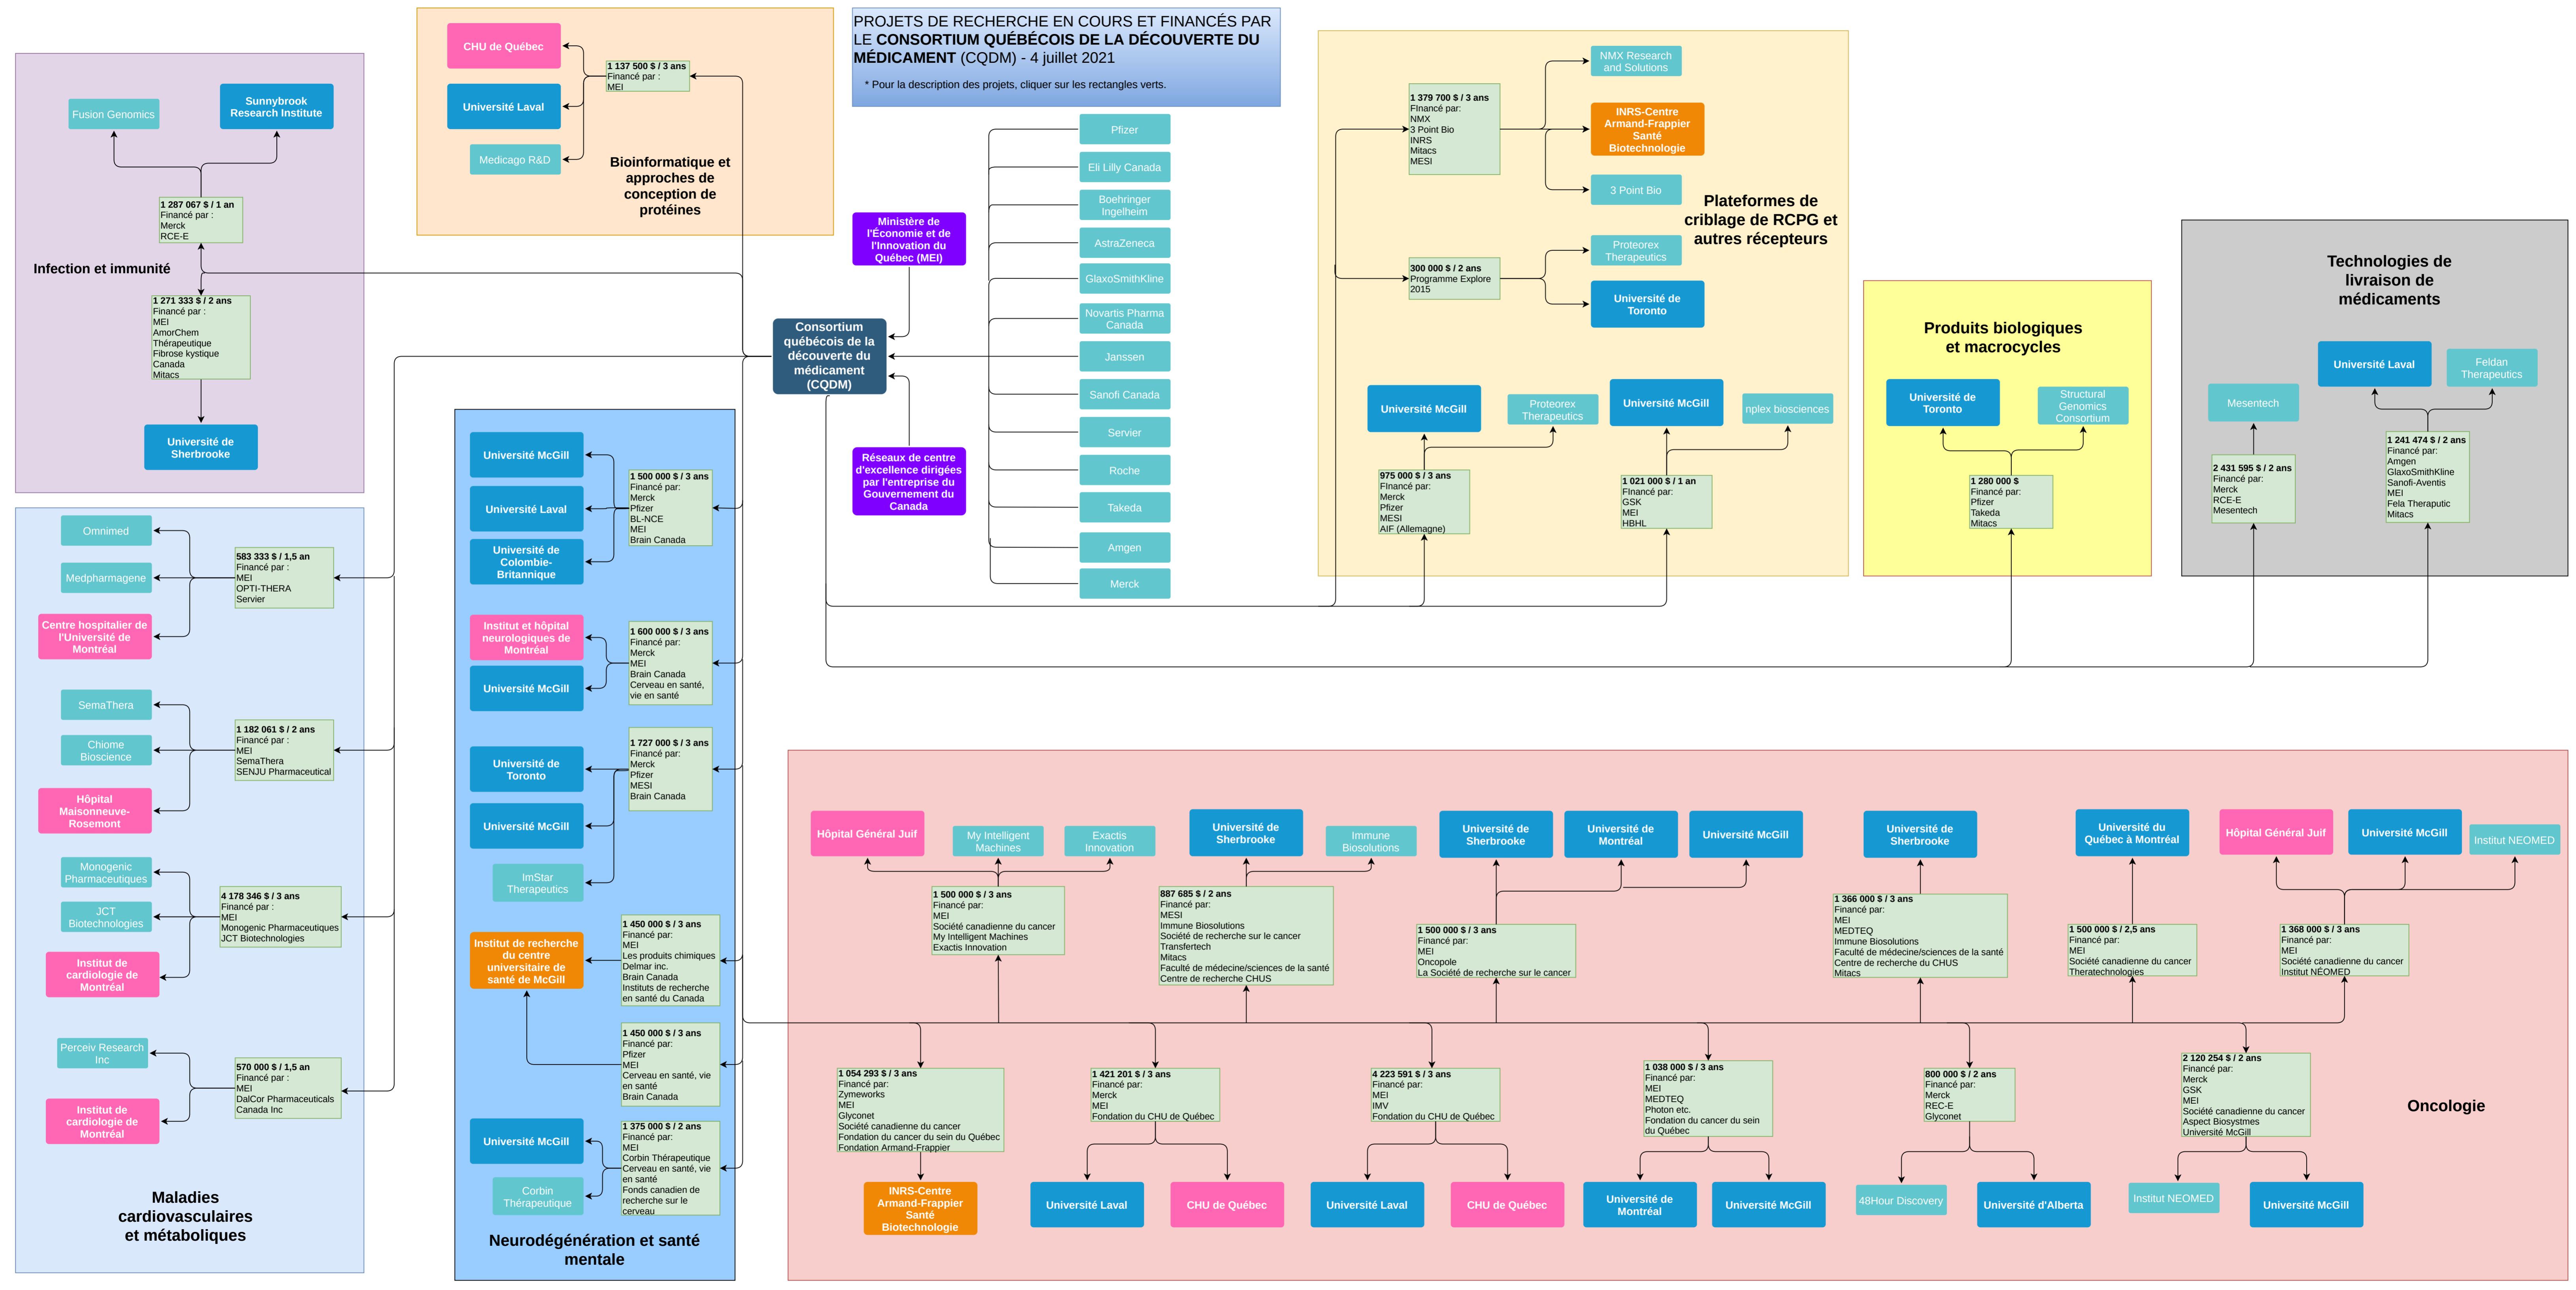 PROJETS DE RECHERCHE EN COURS ET FINANCÉS PAR
LE CONSORTIUM QUÉBÉCOIS DE LA DÉCOUVERTE DU
MÉDICAMENT (CQDM) - 4 juillet 2021
* Pour la description des projets, cliquer sur les rectangles verts.
Fusion Genomics
Sunnybrook
Research Institute
1 287 067 $ / 1 an
Financé par :
Merck
RCE-E
Infection et immunité
1 271 333 $ / 2 ans
Financé par :
MEI
AmorChem
Thérapeutique
Fibrose kystique
Canada
Mitacs
Université de
Sherbrooke
CHU de Québec
Université Laval
Medicago R&D
1 137 500 $ / 3 ans
Financé par :
MEI
Bioinformatique et
approches de
conception de
protéines
Ministère de
l'Économie et de
l'Innovation du
Québec (MEI)
Consortium
québécois de la
découverte du
médicament
(CQDM)
Réseaux de centre
d'excellence dirigées
par l'entreprise du
Gouvernement du
Canada
Pfizer
Eli Lilly Canada
Boehringer
Ingelheim
AstraZeneca
GlaxoSmithKline
Novartis Pharma
Canada
Janssen
Sanofi Canada
Servier
Roche
Takeda
Amgen
Merck
1 379 700 $ / 3 ans
FInancé par:
NMX
3 Point Bio
INRS
Mitacs
MESI
NMX Research
and Solutions
INRS-Centre
Armand-Frappier
Santé
Biotechnologie
3 Point Bio
Plateformes de
criblage de RCPG et
autres récepteurs
300 000 $ / 2 ans
Programme Explore
2015
Proteorex
Therapeutics
Université de
Toronto
Université McGill
Proteorex
Therapeutics
Université McGill
nplex biosciences
975 000 $ / 3 ans
FInancé par:
Merck
Pfizer
MESI
AIF (Allemagne)
1 021 000 $ / 1 an
FInancé par:
GSK
MEI
HBHL
Produits biologiques
et macrocycles
Université de
Toronto
Structural
Genomics
Consortium
1 280 000 $
Financé par:
Pfizer
Takeda
Mitacs
Technologies de
livraison de
médicaments
Mesentech
Université Laval
Feldan
Therapeutics
2 431 595 $ / 2 ans
Financé par:
Merck
RCE-E
Mesentech
1 241 474 $ / 2 ans
Financé par:
Amgen
GlaxoSmithKline
Sanofi-Aventis
MEI
Fela Theraputic
Mitacs
Omnimed
Medpharmagene
Centre hospitalier de
l'Université de
Montréal
583 333 $ / 1,5 an
Financé par :
MEI
OPTI-THERA
Servier
SemaThera
Chiome
Bioscience
Hôpital
Maisonneuve-
Rosemont
1 182 061 $ / 2 ans
Financé par :
MEI
SemaThera
SENJU Pharmaceutical
Monogenic
Pharmaceutiques
JCT
Biotechnologies
Institut de
cardiologie de
Montréal
4 178 346 $ / 3 ans
Financé par :
MEI
Monogenic Pharmaceutiques
JCT Biotechnologies
Perceiv Research
Inc
Institut de
cardiologie de
Montréal
570 000 $ / 1,5 an
Financé par :
MEI
DalCor Pharmaceuticals
Canada Inc
Maladies
cardiovasculaires
et métaboliques
Université McGill
Université Laval
Université de
Colombie-
Britannique
1 500 000 $ / 3 ans
Financé par:
Merck
Pfizer
BL-NCE
MEI
Brain Canada
Institut et hôpital
neurologiques de
Montréal
Université McGill
1 600 000 $ / 3 ans
Financé par:
Merck
MEI
Brain Canada
Cerveau en santé,
vie en santé
Université de
Toronto
Université McGill
ImStar
Therapeutics
1 727 000 $ / 3 ans
Financé par:
Merck
Pfizer
MESI
Brain Canada
Institut de recherche
du centre
universitaire de
santé de McGill
1 450 000 $ / 3 ans
Financé par:
MEI
Les produits chimiques
Delmar inc.
Brain Canada
Instituts de recherche
en santé du Canada
1 450 000 $ / 3 ans
Financé par:
Pfizer
MEI
Cerveau en santé, vie
en santé
Brain Canada
Université McGill
Corbin
Thérapeutique
1 375 000 $ / 2 ans
Financé par:
MEI
Corbin Thérapeutique
Cerveau en santé, vie
en santé
Fonds canadien de
recherche sur le
cerveau
Neurodégénération et santé
mentale
Hôpital Général Juif
My Intelligent
Machines
Exactis
Innovation
1 500 000 $ / 3 ans
Financé par:
MEI
Société canadienne du cancer
My Intelligent Machines
Exactis Innovation
Université de
Sherbrooke
Immune
Biosolutions
887 685 $ / 2 ans
Financé par:
MESI
Immune Biosolutions
Société de recherche sur le cancer
Transfertech
Mitacs
Faculté de médecine/sciences de la santé
Centre de recherche CHUS
Université de
Sherbrooke
Université de
Montréal
Université McGill
1 500 000 $ / 3 ans
Financé par:
MEI
Oncopole
La Société de recherche sur le cancer
Université de
Sherbrooke
1 366 000 $ / 3 ans
Financé par:
MEI
MEDTEQ
Immune Biosolutions
Faculté de médecine/sciences de la santé
Centre de recherche du CHUS
Mitacs
Université du
Québec à Montréal
1 500 000 $ / 2,5 ans
Financé par:
MEI
Société canadienne du cancer
Theratechnologies
Hôpital Général Juif
Université McGill
Institut NEOMED
1 368 000 $ / 3 ans
Financé par:
MEI
Société canadienne du cancer
Institut NÉOMED
1 054 293 $ / 3 ans
Financé par:
Zymeworks
MEI
Glyconet
Société canadienne du cancer
Fondation du cancer du sein du Québec
Fondation Armand-Frappier
INRS-Centre
Armand-Frappier
Santé
Biotechnologie
1 421 201 $ / 3 ans
Financé par:
Merck
MEI
Fondation du CHU de Québec
Université Laval
CHU de Québec
4 223 591 $ / 3 ans
Financé par:
MEI
IMV
Fondation du CHU de Québec
Université Laval
CHU de Québec
1 038 000 $ / 3 ans
Financé par:
MEI
MEDTEQ
Photon etc.
Fondation du cancer du sein
du Québec
Université de
Montréal
Université McGill
800 000 $ / 2 ans
Financé par:
Merck
REC-E
Glyconet
48Hour Discovery
Université d'Alberta
2 120 254 $ / 2 ans
Financé par:
Merck
GSK
MEI
Société canadienne du cancer
Aspect Biosystmes
Université McGill
Institut NEOMED
Université McGill
Oncologie